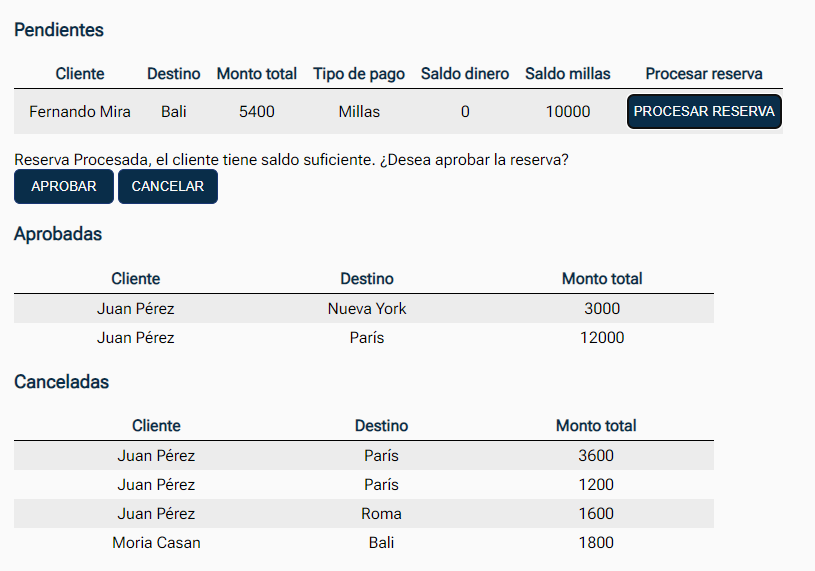 Pendientes
Cliente Destino Monto total Tipo de pago Saldo dinero Saldo millas Procesar reserva
Fernando Mira Bali 5400 Millas 0 10000 PROCESAR RESERVA
Reserva Procesada, el cliente tiene saldo suficiente. ¿Desea aprobar la reserva?
APROBAR CANCELAR
Aprobadas
Cliente Destino Monto total
Juan Pérez Nueva York 3000
Juan Pérez París 12000
Canceladas
Cliente Destino Monto total
Juan Pérez París 3600
Juan Pérez París 1200
Juan Pérez Roma 1600
Moria Casan Bali 1800